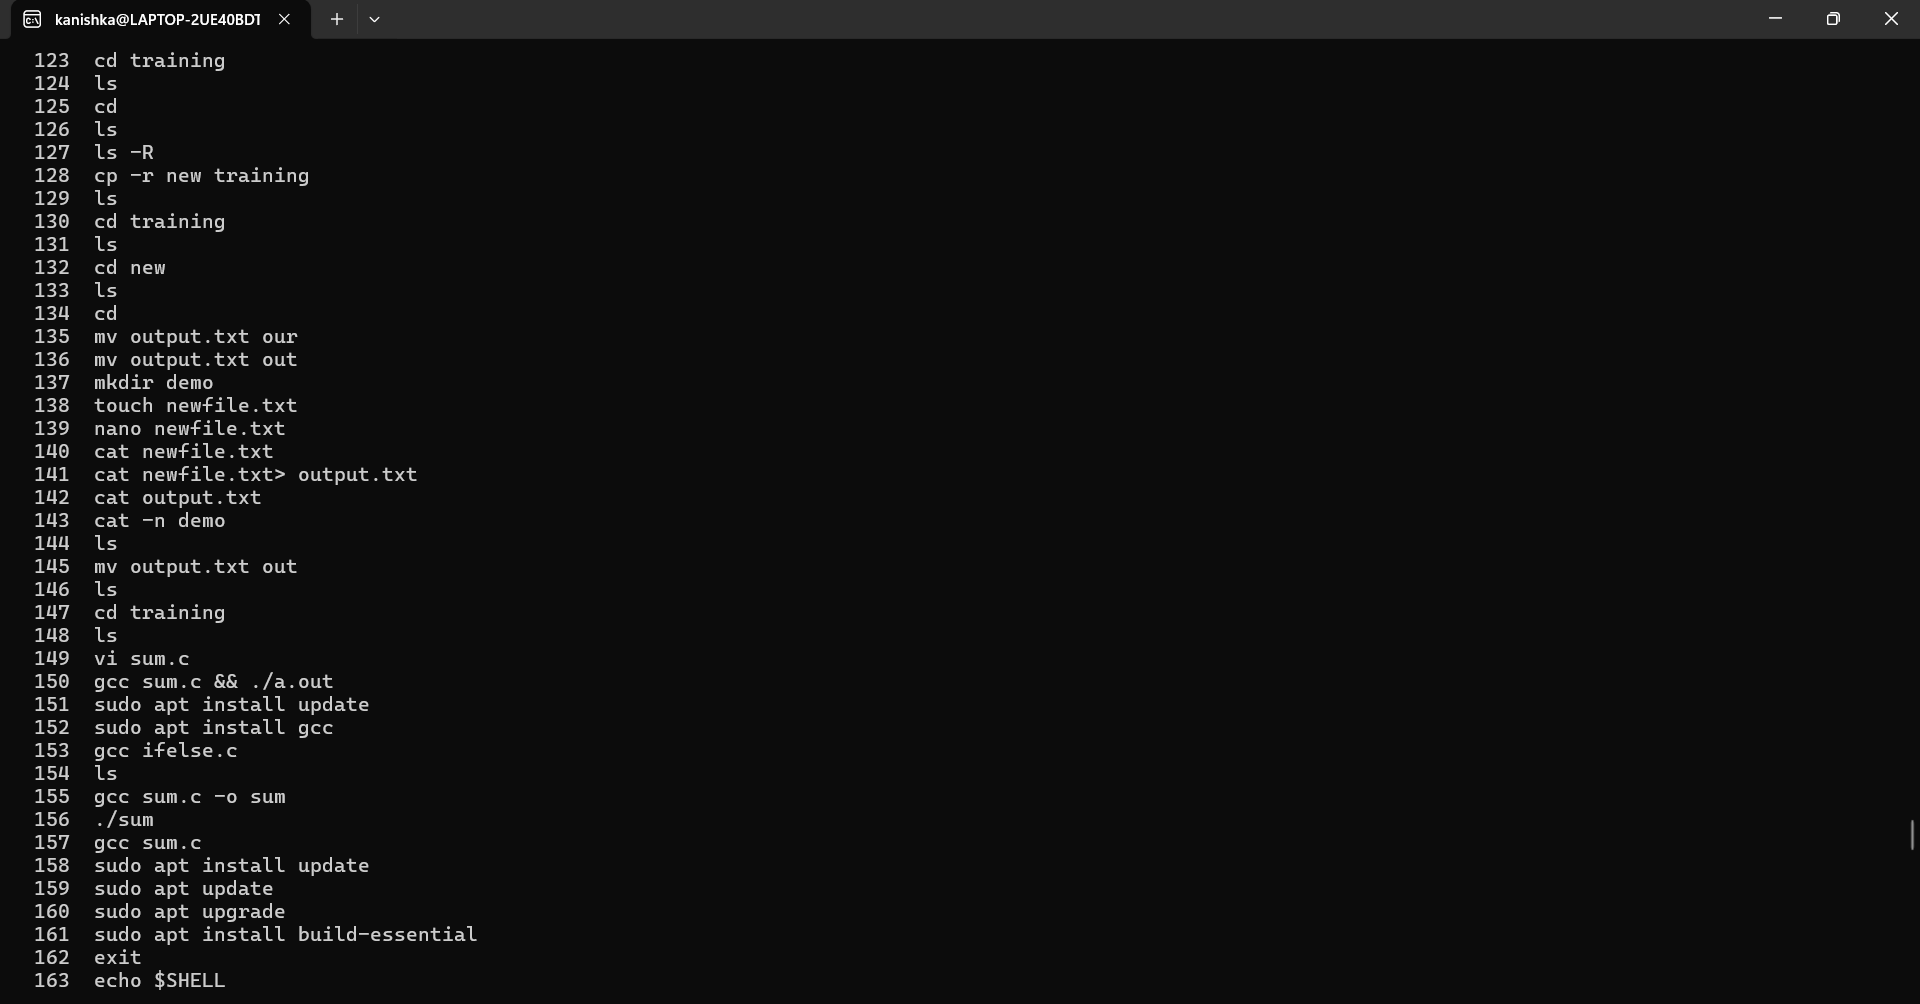 kanishka@LAPTOP-2UE40BDT
123 cd training
124 ls
125 cd
126 ls
127 ls -R
128 cp -r new training
129 ls
130 cd training
131 ls
132 cd new
133 ls
134 cd
135 mv output.txt our
136 mv output.txt out
137 mkdir demo
138 touch newfile.txt
139 nano newfile.txt
140 cat newfile.txt
141 cat newfile.txt> output.txt
142 cat output.txt
143 cat -n demo
144 ls
145 mv output.txt out
146 ls
147 cd training
148 ls
149 vi sum.c
150 gcc sum.c && ./a.out
151 sudo apt install update
152 sudo apt install gcc
153 gcc ifelse.c
154 ls
155 gcc sum.c -o sum
156 ./sum
157 gcc sum.c
158 sudo apt install update
159 sudo apt update
160 sudo apt upgrade
161 sudo apt install build-essential
162 exit
163 echo $SHELL